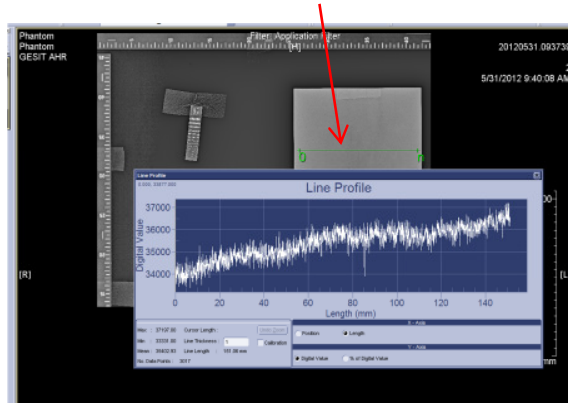 Phantom
Phantom
GESIT AHR
Filter: Application Filter
[H]
20120531.093730
2
5/31/2012 9:40:08 AM
[R]
[L
0
n
Line Profile
Line Profile
37000
36000
35000
34000
Digital Value
0 20 40 60 80 100 120 140
Length (mm)
Max :
Cursor Length :
Min :
Line Thickness :
Calibration
Mean :
Line Length :
No. Data Points : 3017
X - Axis
Position
Length
Y - Axis
Digital Value
% of Digital Value
mm